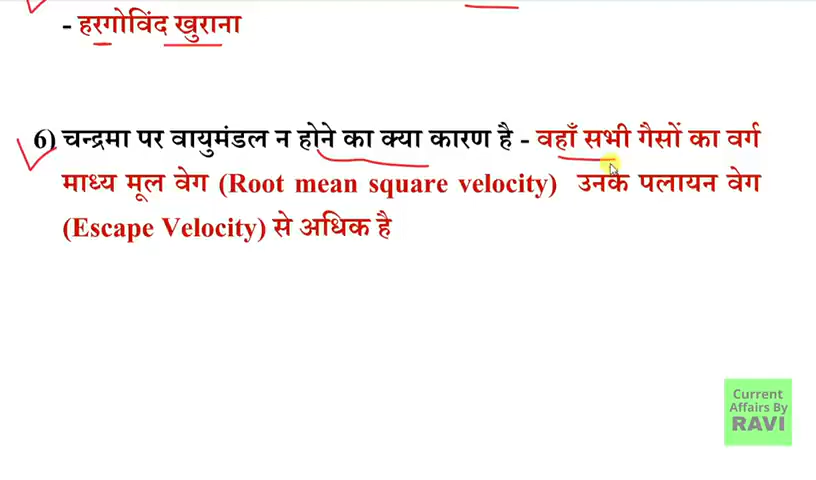 - हरगोविंद खुराना
6) चन्द्रमा पर वायुमंडल न होने का क्या कारण है - वहाँ सभी गैसों का वर्ग
माध्य मूल वेग (Root mean square velocity) उनके पलायन वेग
(Escape Velocity) से अधिक है
Current
Affairs By
RAVI